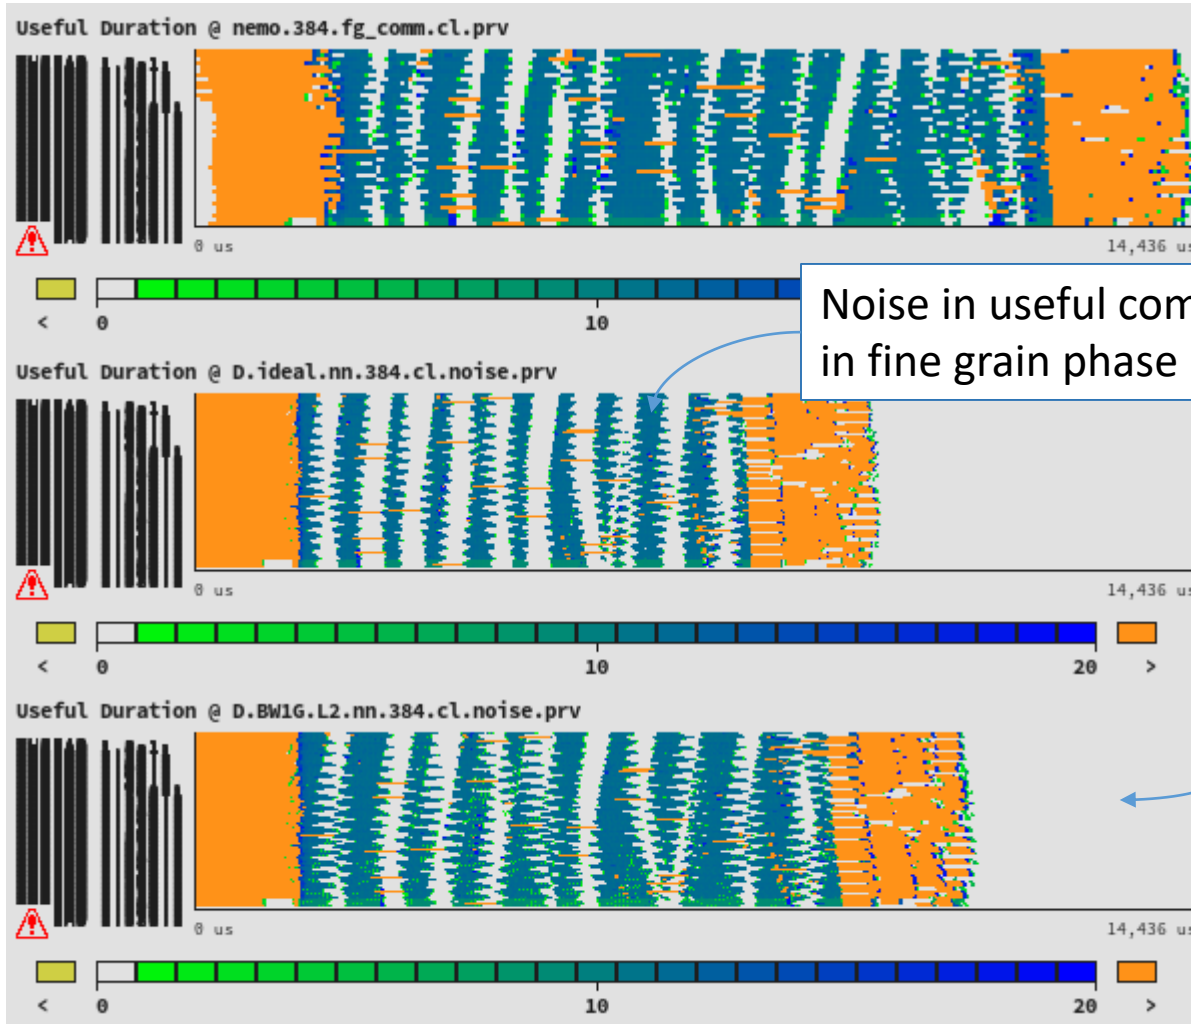 Useful Duration @ nemo.384.fg_comm.cl.prv
0 us 14,436 us
< 0 10
Noise in useful com
in fine grain phase
Useful Duration @ D.ideal.nn.384.cl.noise.prv
0 us 14,436 us
< 0 10 20 >
Useful Duration @ D.BW1G.L2.nn.384.cl.noise.prv
0 us 14,436 us
< 0 10 20 >